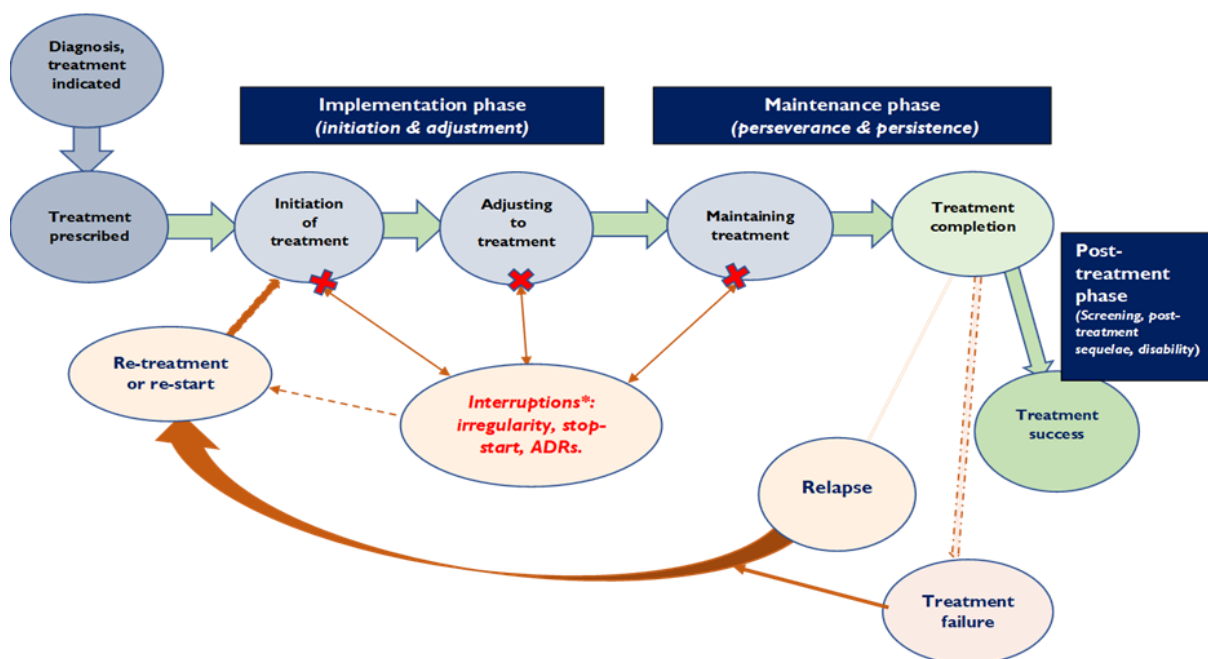 Diagnosis,
treatment
indicated
Implementation phase
(initiation & adjustment)
Maintenance phase
(perseverance & persistence)
Treatment
prescribed
Initiation
of
treatment
Adjusting
to
treatment
Maintaining
treatment
Treatment
completion
Post-
treatment
phase
(Screening, post-
treatment
sequelae, disability)
Re-treatment
or re-start
Interruptions*:
irregularity, stop-
start, ADRs.
Treatment
success
Relapse
Treatment
failure